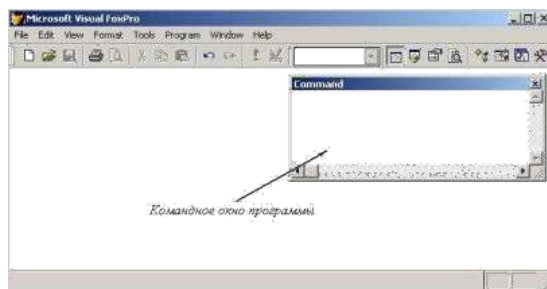 Microsoft Visual FoxPro
File Edit View Format Tools Program Window Help
Command
Командное окно программы